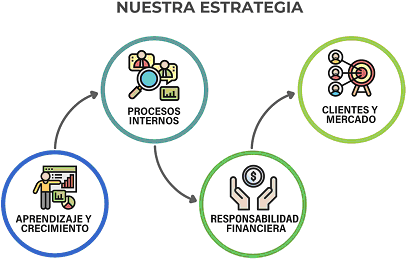 NUESTRA ESTRATEGIA
PROCESOS
INTERNOS
CLIENTES Y
MERCADO
APRENDIZAJE Y
CRECIMIENTO
$
RESPONSABILIDAD
FINANCIERA